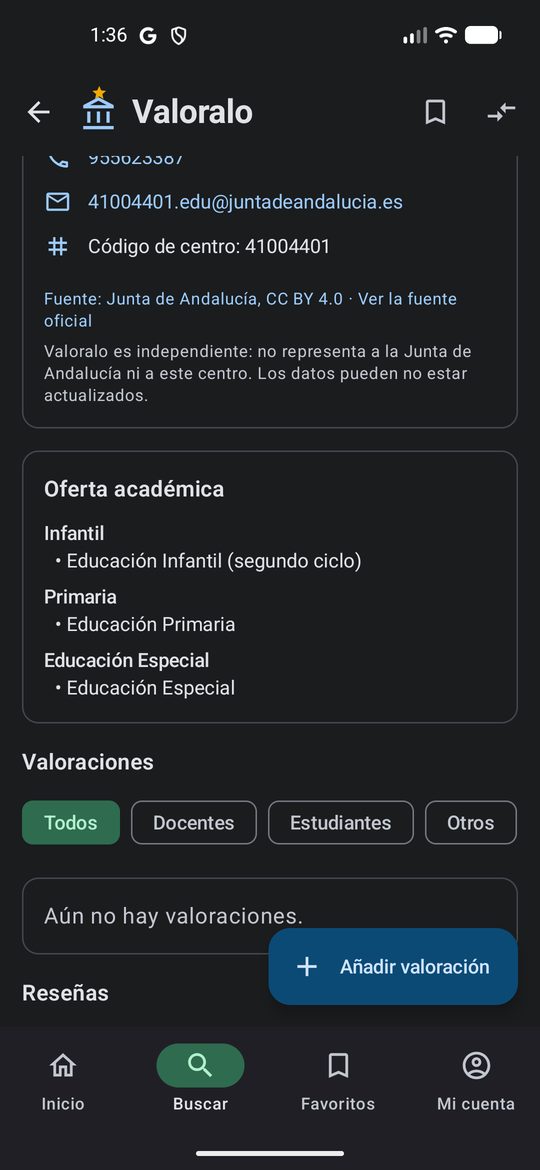 1:36
Valoralo
955623387
41004401.edu@juntadeandalucia.es
Código de centro: 41004401
Fuente: Junta de Andalucía, CC BY 4.0 · Ver la fuente
oficial
Valoralo es independiente: no representa a la Junta de
Andalucía ni a este centro. Los datos pueden no estar
actualizados.
Oferta académica
Infantil
• Educación Infantil (segundo ciclo)
Primaria
• Educación Primaria
Educación Especial
• Educación Especial
Valoraciones
Todos Docentes Estudiantes Otros
Aún no hay valoraciones.
Añadir valoración
Reseñas
Inicio Buscar Favoritos Mi cuenta